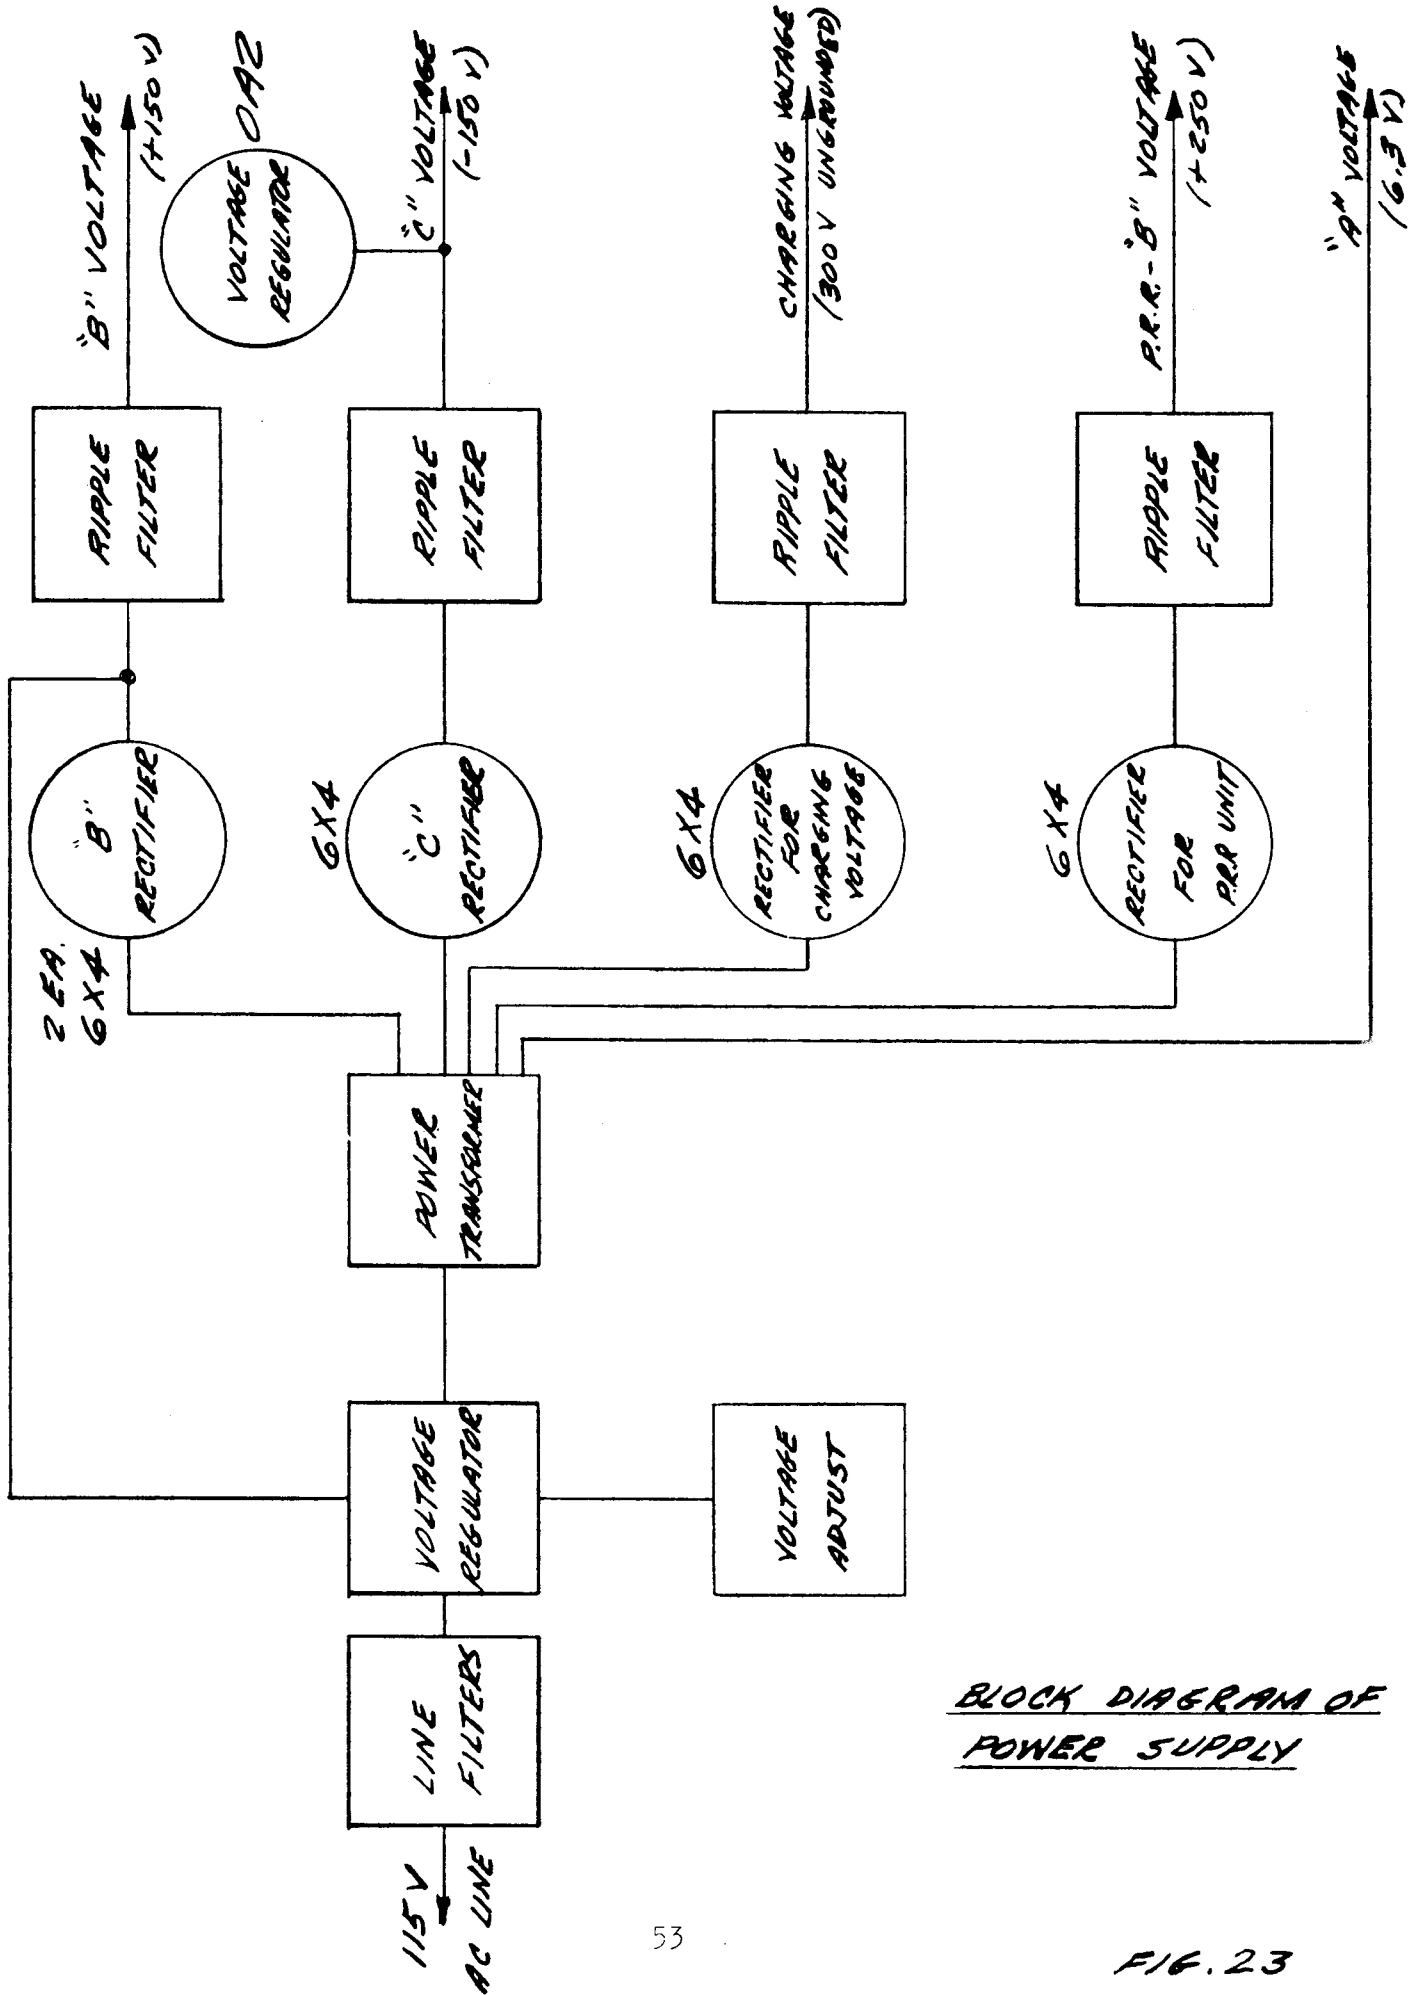 115 V
AC LINE
LINE
FILTERS
VOLTAGE
REGULATOR
VOLTAGE
ADJUST
POWER
TRANSFORMER
2 EA.
6X4
"B"
RECTIFIER
RIPPLE
FILTER
"B" VOLTAGE
(+150 V)
6X4
"C"
RECTIFIER
RIPPLE
FILTER
VOLTAGE
REGULATOR
OA2
"C" VOLTAGE
(-150 V)
6X4
RECTIFIER
FOR
CHARGING
VOLTAGE
RIPPLE
FILTER
CHARGING VOLTAGE
(300 V UNGROUNDED)
6X4
RECTIFIER
FOR
P.R.R UNIT
RIPPLE
FILTER
P.R.R.-"B" VOLTAGE
(+250 V)
"A" VOLTAGE
(6.3 V)
BLOCK DIAGRAM OF
POWER SUPPLY
53
FIG. 23